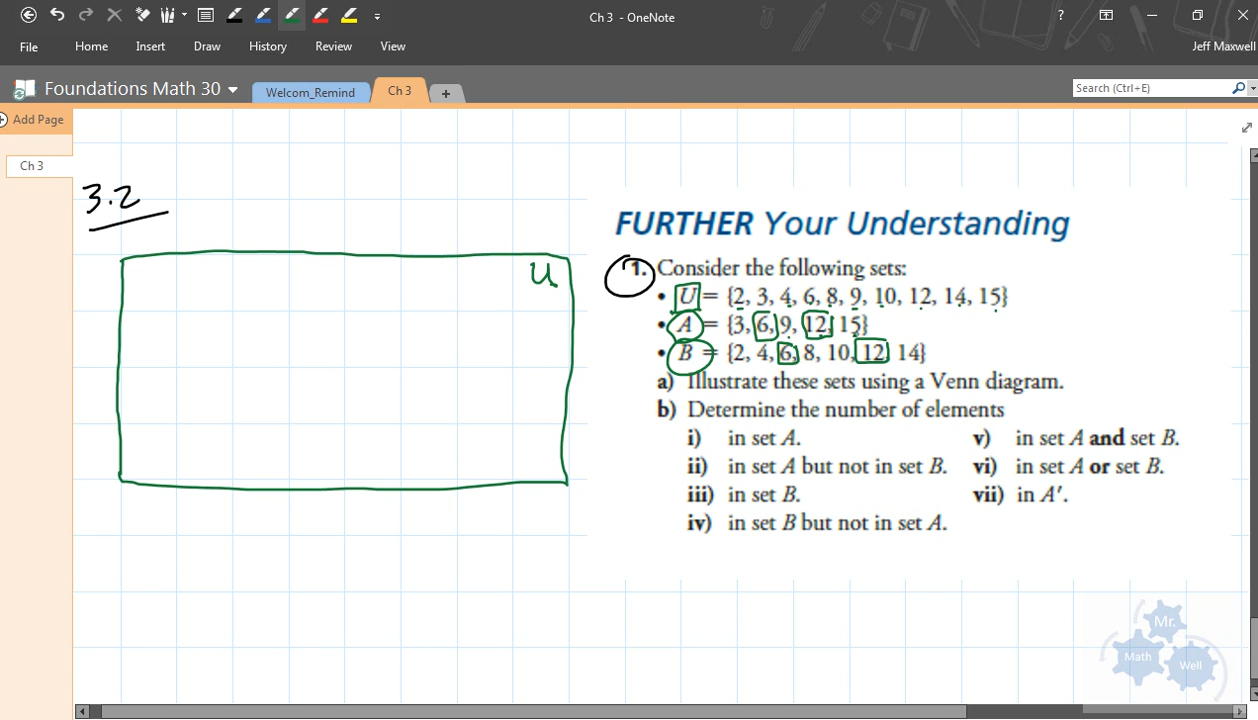 Ch 3 - OneNote
?
File
Home
Insert
Draw
History
Review
View
Jeff Maxwell
Foundations Math 30
Welcom_Remind
Ch 3
+
Search (Ctrl+E)
Add Page
Ch 3
3.2
U
FURTHER Your Understanding
1. Consider the following sets:
• U = {2, 3, 4, 6, 8, 9, 10, 12, 14, 15}
• A = {3, 6, 9, 12, 15}
• B = {2, 4, 6, 8, 10, 12, 14}
a) Illustrate these sets using a Venn diagram.
b) Determine the number of elements
i) in set A.
ii) in set A but not in set B.
iii) in set B.
iv) in set B but not in set A.
v) in set A and set B.
vi) in set A or set B.
vii) in A′.
Mr.
Math
Well